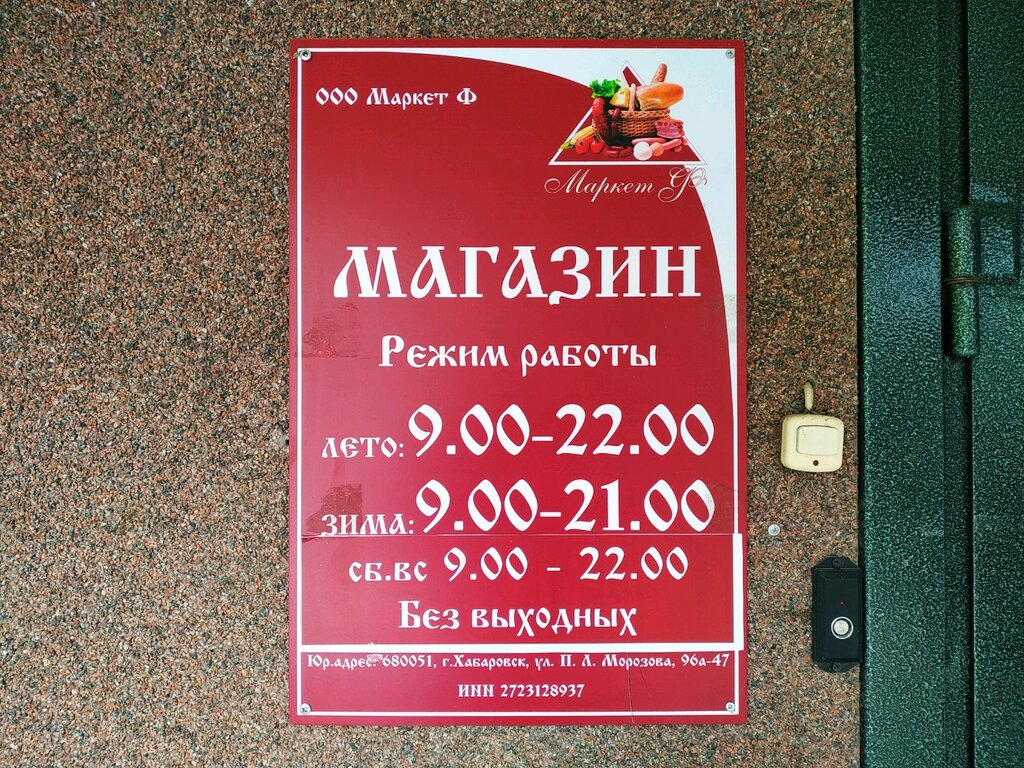 ООО Маркет Ф
Маркет Ф
МАГАЗИН
Режим работы
лето: 9.00-22.00
зима: 9.00-21.00
сб.вс 9.00 - 22.00
Без выходных
Юр.адрес: 680051, г.Хабаровск, ул. П. Л. Морозова, 96а-47
ИНН 2723128937